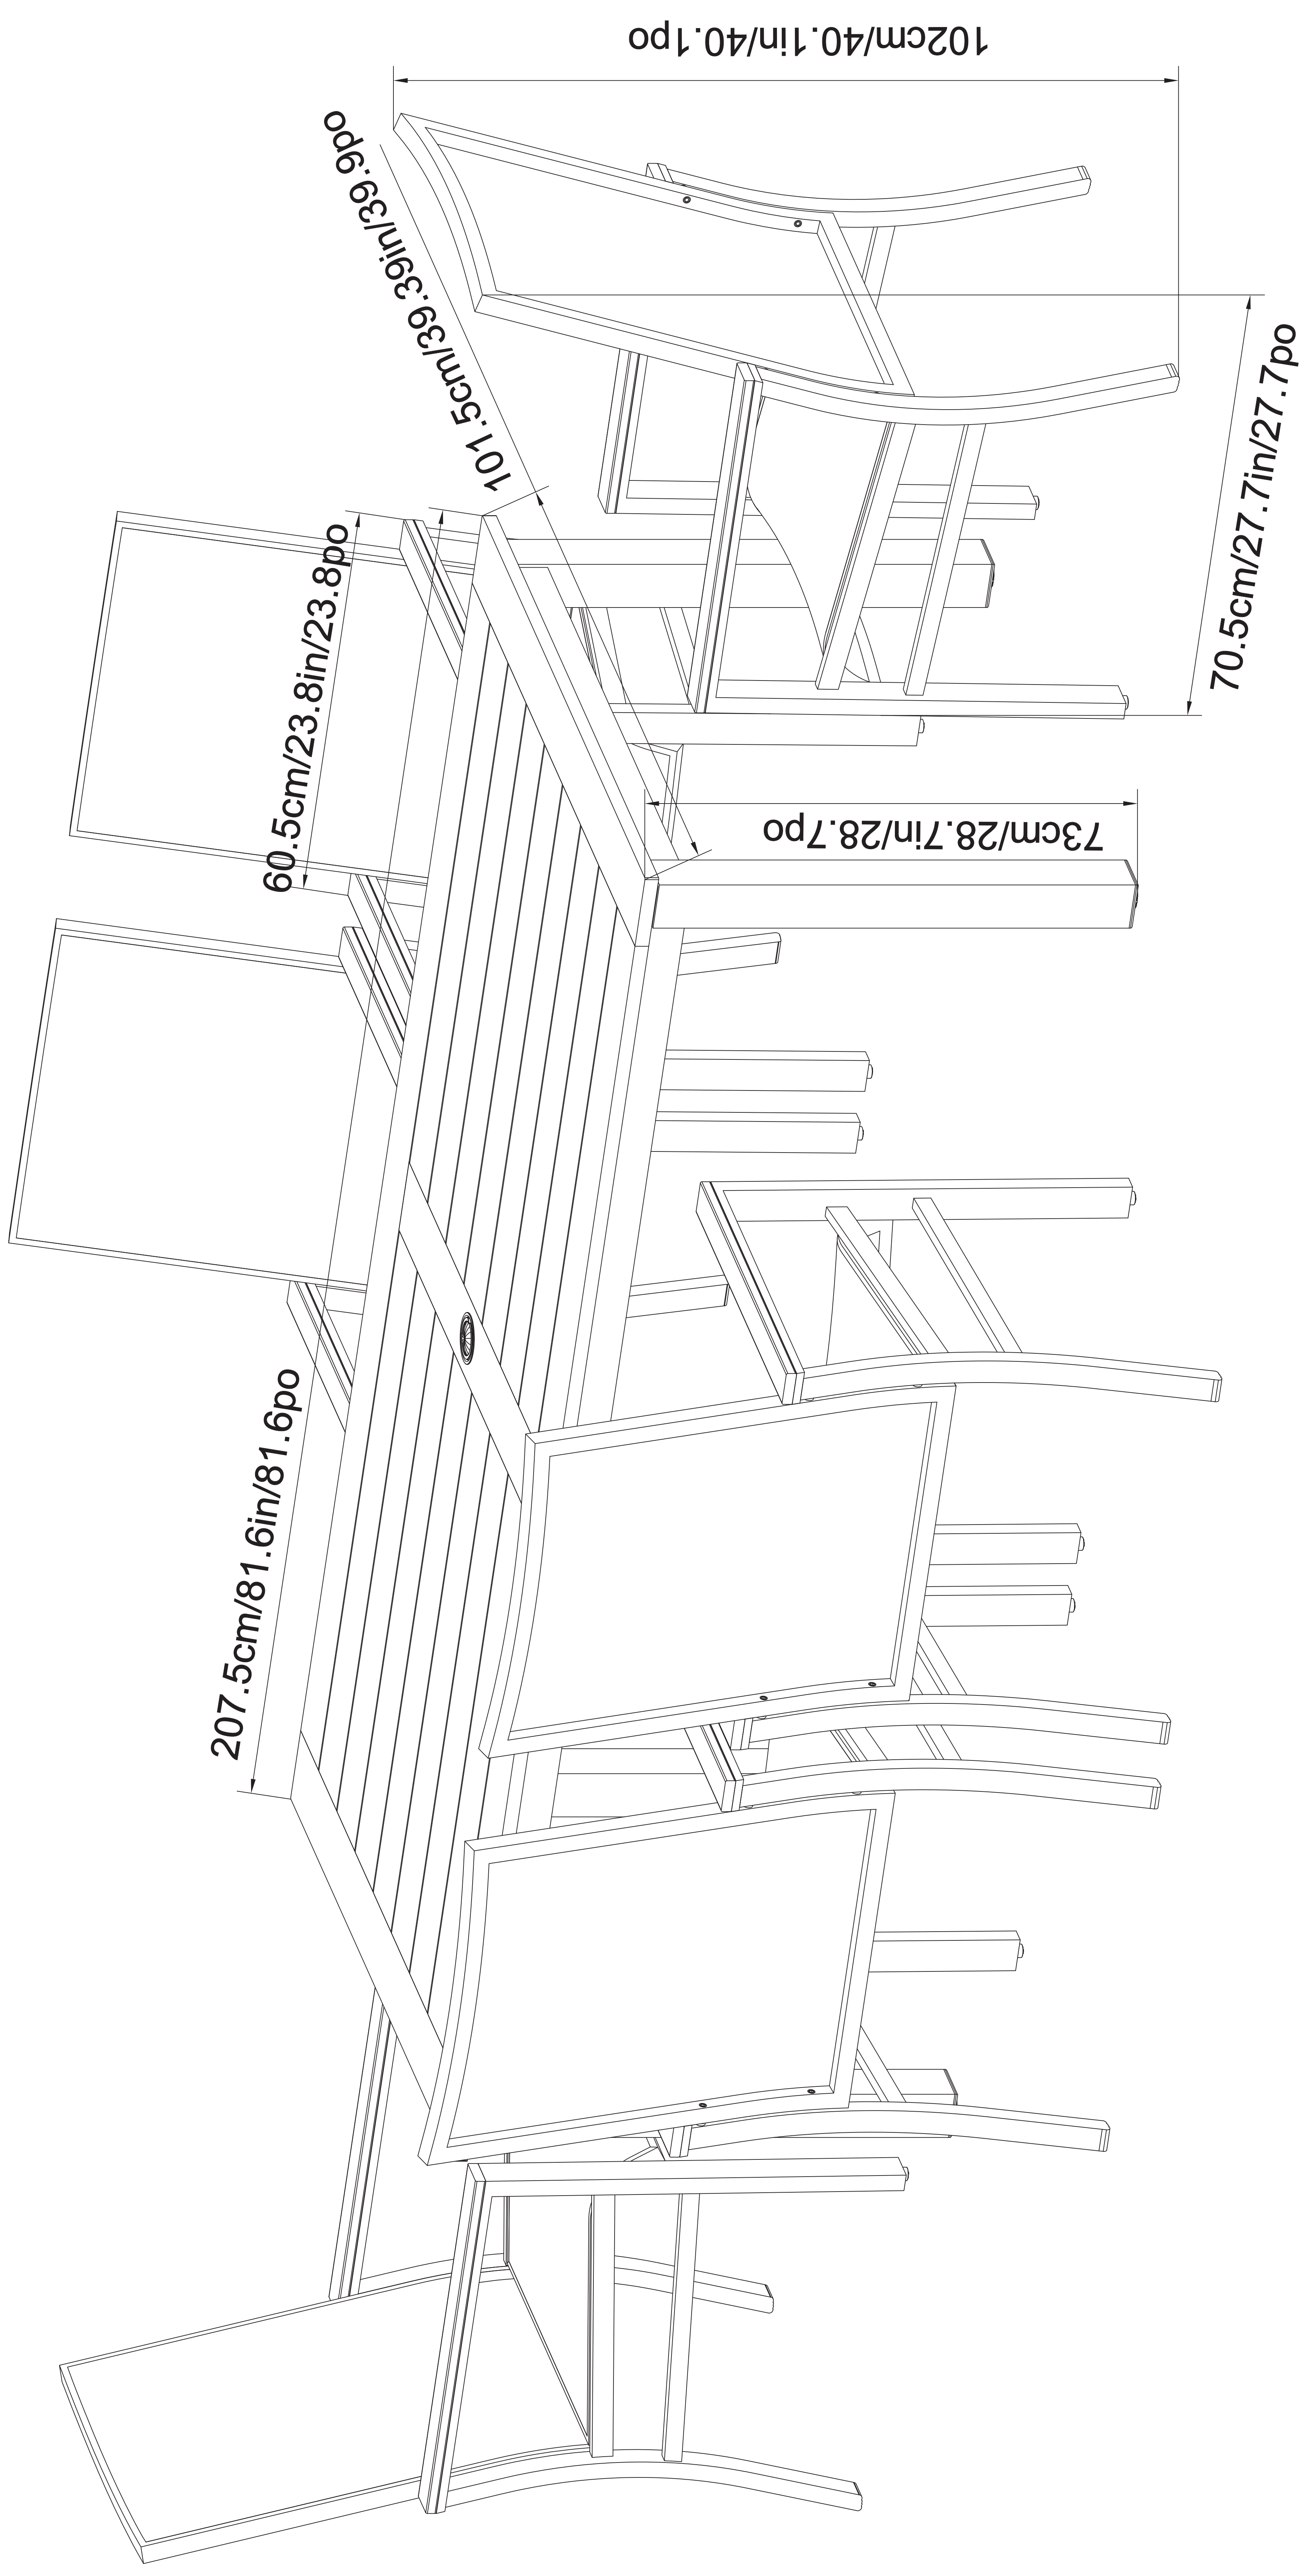 102cm/40.1in/40.1po
101.5cm/39.39in/39.9po
60.5cm/23.8in/23.8po
70.5cm/27.7in/27.7po
73cm/28.7in/28.7po
207.5cm/81.6in/81.6po